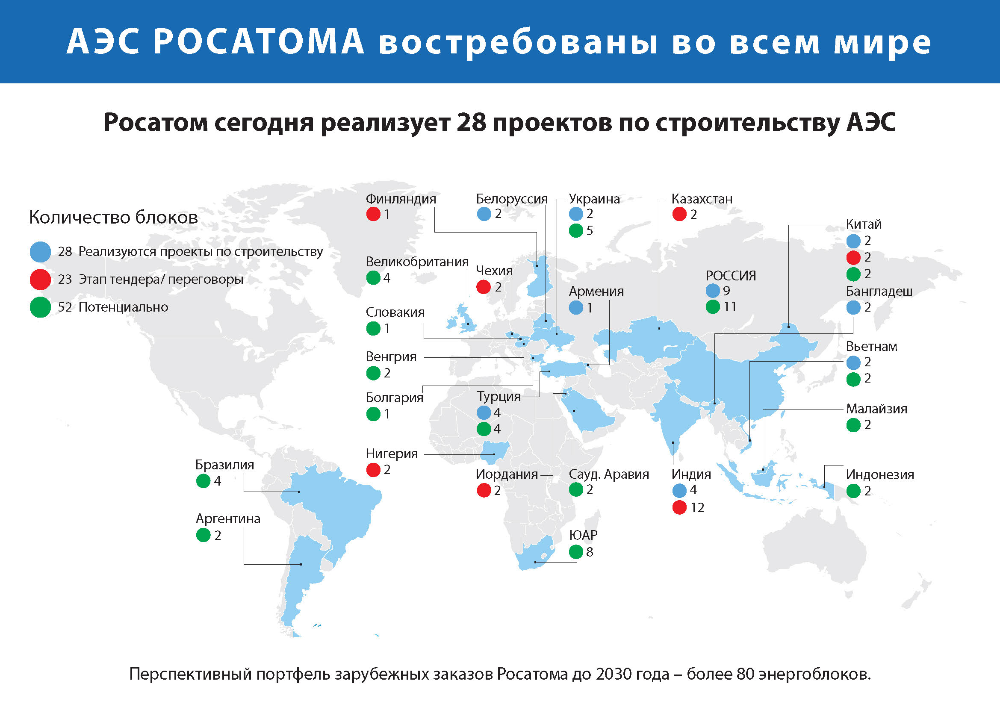 АЭС РОСАТОМА востребованы во всем мире
Росатом сегодня реализует 28 проектов по строительству АЭС
Количество блоков
28 Реализуются проекты по строительству
23 Этап тендера/ переговоры
52 Потенциально
Финляндия
1
Белоруссия
2
Украина
2
5
Казахстан
2
Китай
2
2
2
Великобритания
4
Чехия
2
Армения
1
РОССИЯ
9
11
Бангладеш
2
Словакия
1
Венгрия
2
Вьетнам
2
2
Болгария
1
Турция
4
4
Малайзия
2
Нигерия
2
Бразилия
4
Иордания
2
Сауд. Аравия
2
Индия
4
12
Индонезия
2
Аргентина
2
ЮАР
8
Перспективный портфель зарубежных заказов Росатома до 2030 года – более 80 энергоблоков.